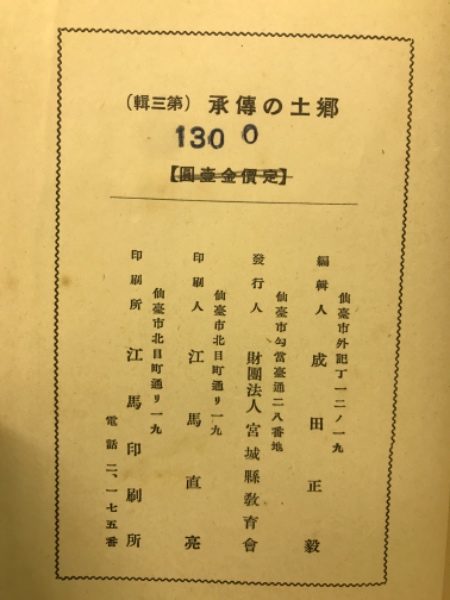 郷土の傳承（第三輯）
130 0
【定價金壹圓】
仙臺市外記丁一二ノ一九
編輯人 成田正毅
仙臺市勾當臺通二八番地
發行人 財團法人宮城縣敎育會
仙臺市北目町通リ一九
印刷人 江馬直亮
仙臺市北目町通リ一九
印刷所 江馬印刷所
電話二、一七五番